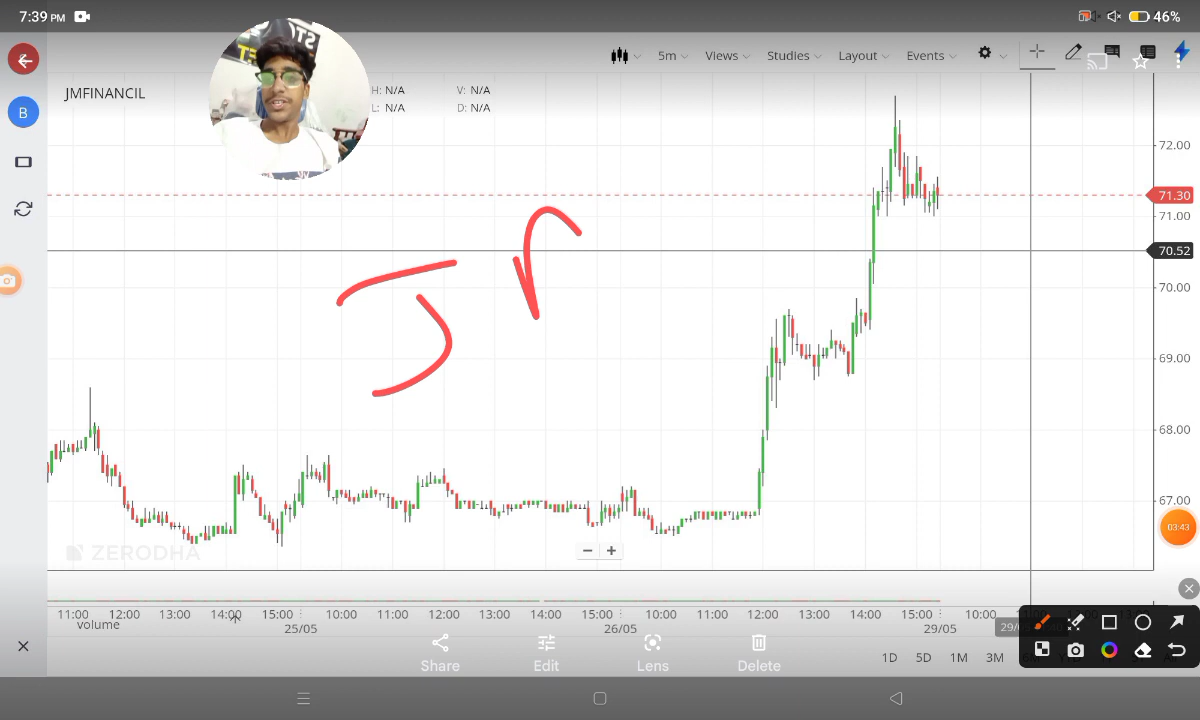 7:39 PM 46%
5m Views Studies Layout Events
B
JMFINANCIL
H: N/A V: N/A
L: N/A D: N/A
72.00
71.30
71.00
70.52
70.00
69.00
68.00
67.00
03:43
ZERODHA
− +
11:00 12:00 13:00 14:00 15:00 10:00 11:00 12:00 13:00 14:00 15:00 10:00 11:00 12:00 13:00 14:00 15:00 10:00
volume 25/05 26/05 29/05
Share Edit Lens Delete
1D 5D 1M 3M